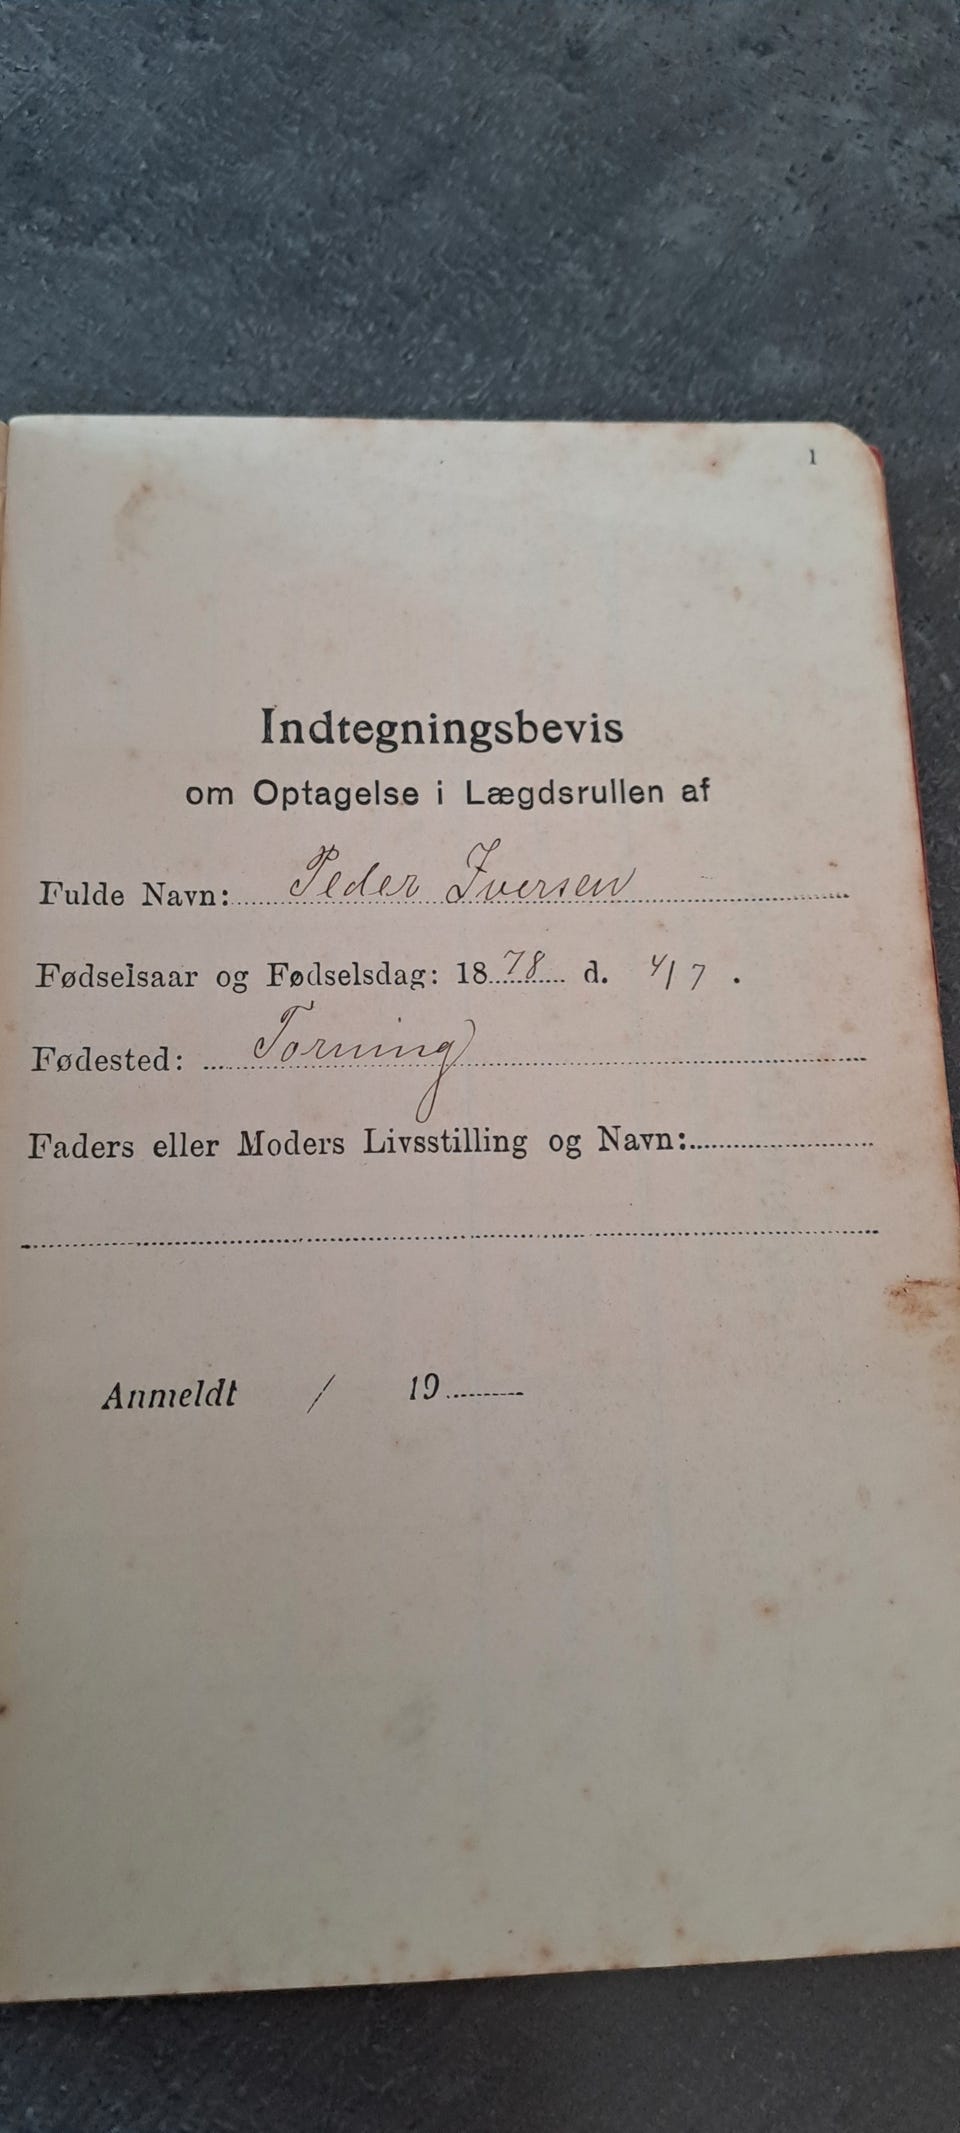 1
Indtegningsbevis
om Optagelse i Lægdsrullen af
Fulde Navn: Peder Iversen
Fødselsaar og Fødselsdag: 1878 d. 4/7.
Fødested: Torning
Faders eller Moders Livsstilling og Navn:
Anmeldt / 19